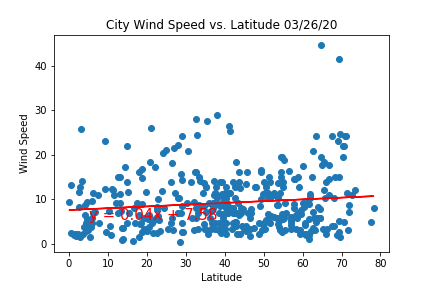 City Wind Speed vs. Latitude 03/26/20
40
30
20
10
0
Wind Speed
y = 0.04x + 7.58
0 10 20 30 40 50 60 70 80
Latitude